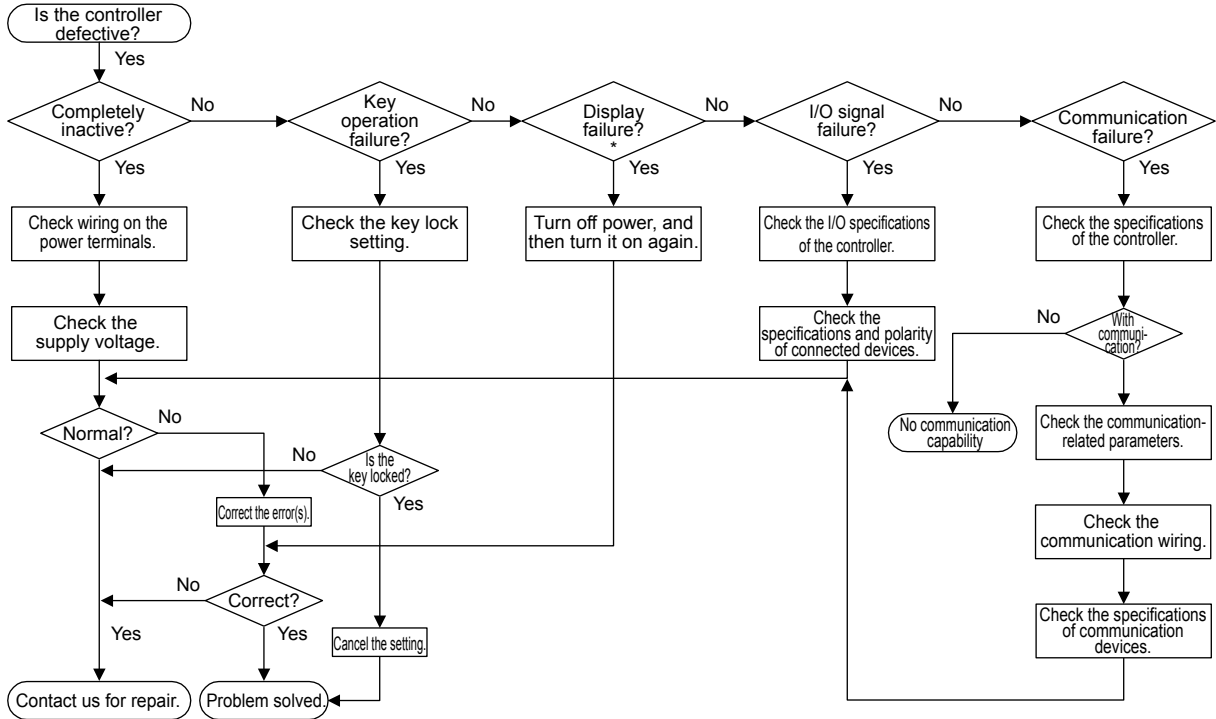 Is the controller
defective?
Yes
Completely
inactive?
No
Key
operation
failure?
No
Display
failure?
*
No
I/O signal
failure?
No
Communication
failure?
Yes
Yes
Yes
Yes
Yes
Check wiring on the
power terminals.
Check the key lock
setting.
Turn off power, and
then turn it on again.
Check the I/O specifications
of the controller.
Check the specifications
of the controller.
Check the
supply voltage.
Check the
specifications and polarity
of connected devices.
No
With
communi-
cation?
Normal?
No
No communication
capability
Check the communication-
related parameters.
No
Is the
key locked?
Yes
Correct the error(s).
Check the
communication wiring.
No
Correct?
Yes
Yes
Cancel the setting.
Check the specifications
of communication
devices.
Contact us for repair.
Problem solved.